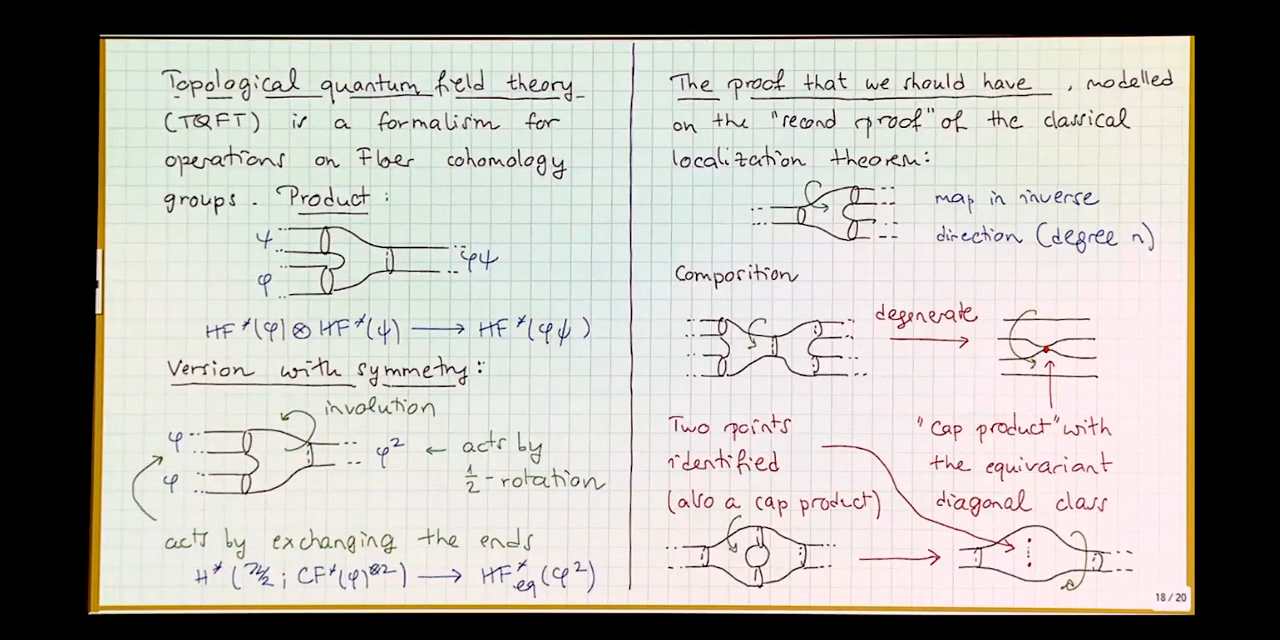 Topological quantum field theory
(TQFT) is a formalism for
operations on Floer cohomology
groups. Product:
ψ
φ
φψ
HF*(φ) ⊗ HF*(ψ) → HF*(φψ)
Version with symmetry:
involution
φ
φ
φ² ← acts by
½-rotation
acts by exchanging the ends
H*(ℤ/2; CF*(φ)^⊗2) → HF*eq(φ²)
The proof that we should have, modelled
on the "second proof" of the classical
localization theorem:
map in inverse
direction (degree n)
Composition
degenerate
Two points
identified
(also a cap product)
"cap product" with
the equivariant
diagonal class
18 / 20